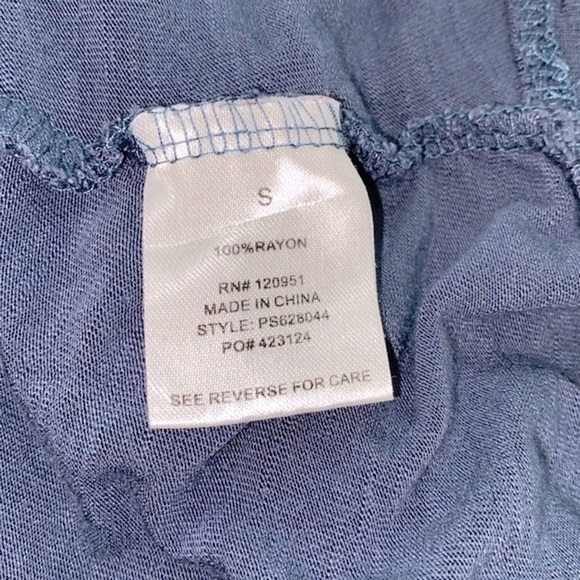 S
100%RAYON
RN# 120951
MADE IN CHINA
STYLE: PS628044
PO# 423124
SEE REVERSE FOR CARE